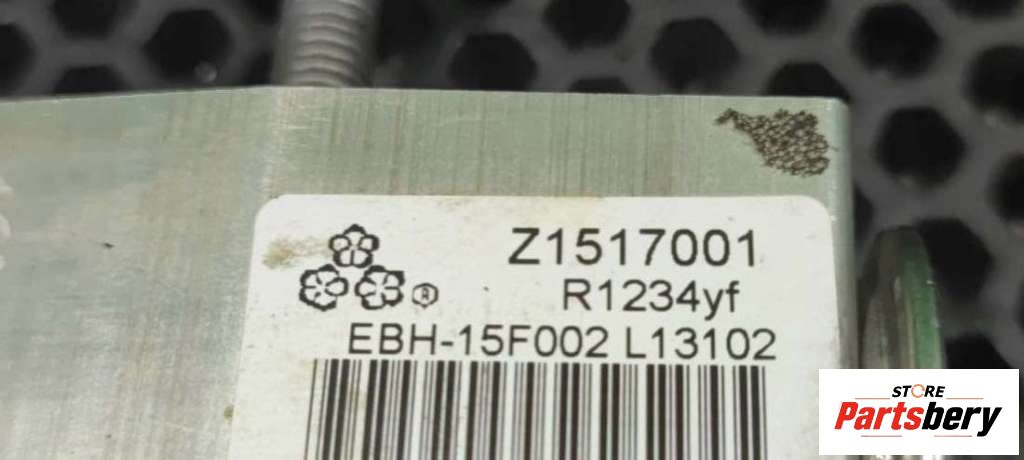 Z1517001
R1234yf
EBH-15F002 L13102
STORE
Partsbery